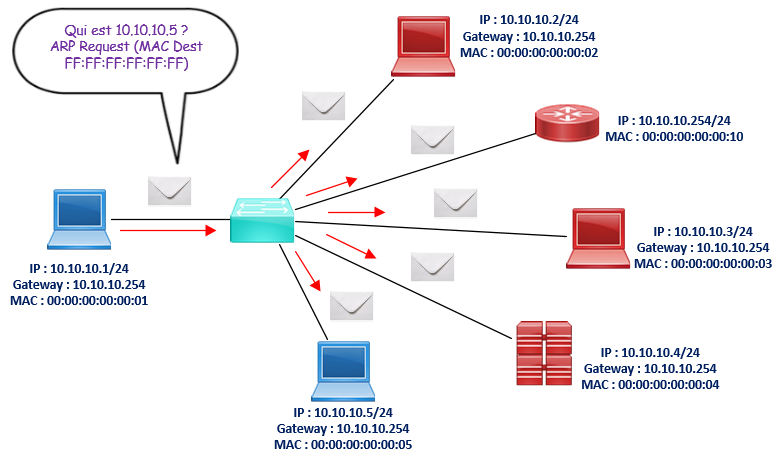 Qui est 10.10.10.5 ?
ARP Request (MAC Dest
FF:FF:FF:FF:FF:FF)
IP : 10.10.10.2/24
Gateway : 10.10.10.254
MAC : 00:00:00:00:00:02
IP : 10.10.10.254/24
MAC : 00:00:00:00:00:10
IP : 10.10.10.3/24
Gateway : 10.10.10.254
MAC : 00:00:00:00:00:03
IP : 10.10.10.1/24
Gateway : 10.10.10.254
MAC : 00:00:00:00:00:01
IP : 10.10.10.4/24
Gateway : 10.10.10.254
MAC : 00:00:00:00:00:04
IP : 10.10.10.5/24
Gateway : 10.10.10.254
MAC : 00:00:00:00:00:05